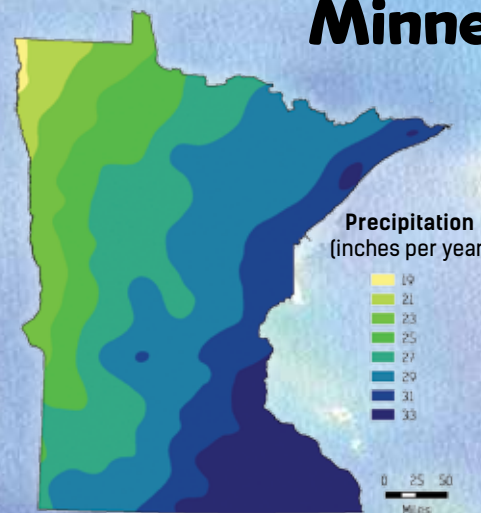 Minne
Precipitation
(inches per year
19
21
23
25
27
29
31
33
0 25 50
Miles